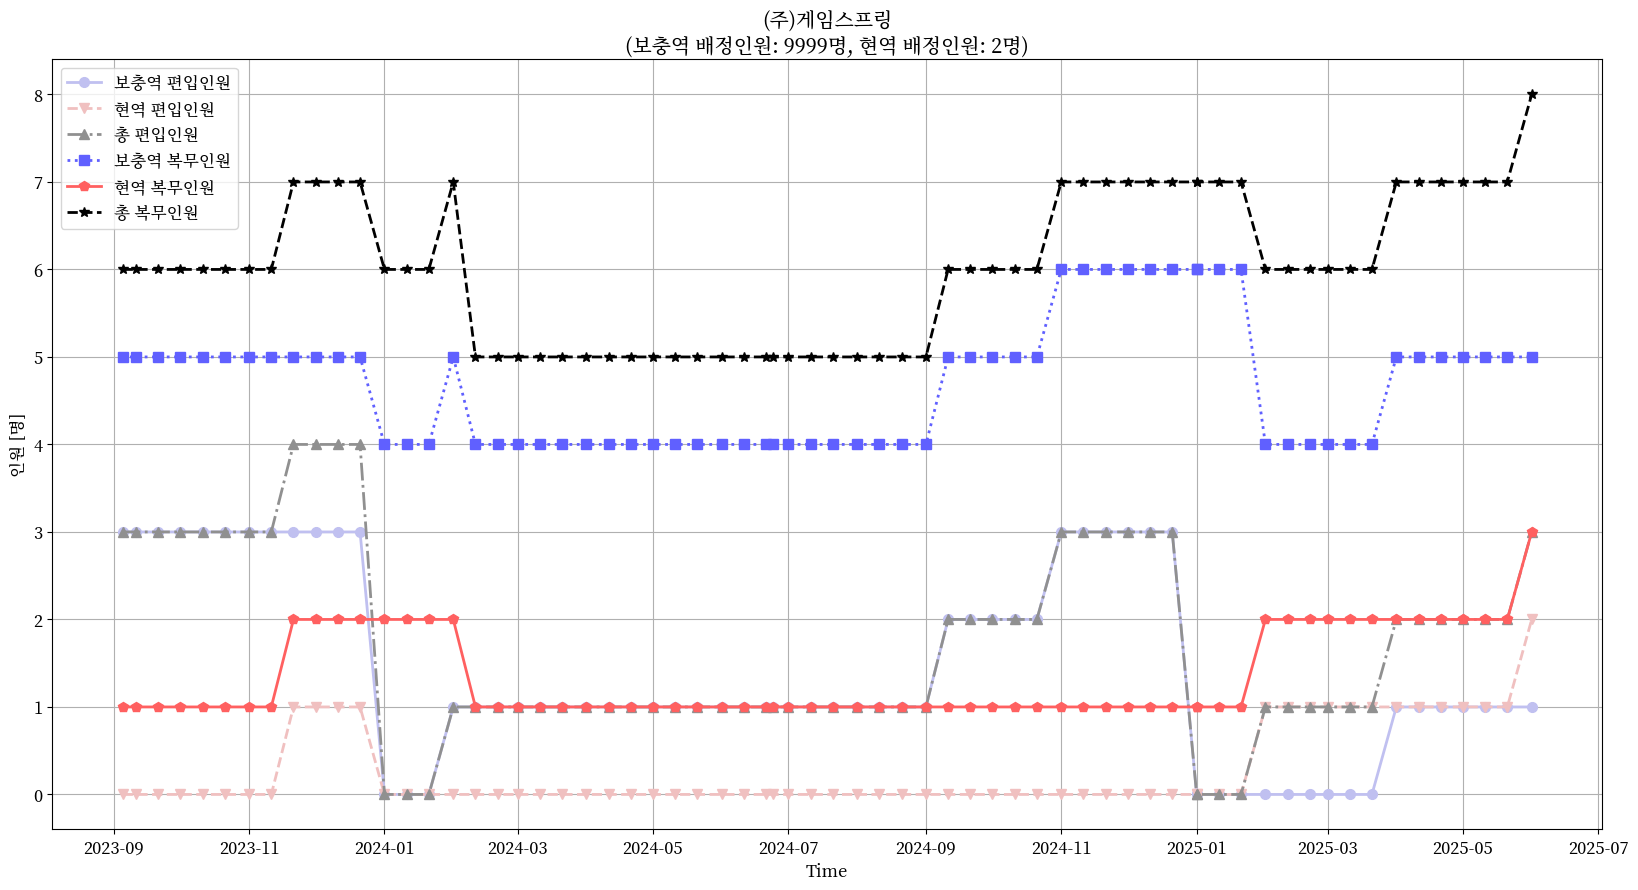 (주)게임스프링
(보충역 배정인원: 9999명, 현역 배정인원: 2명)
보충역 편입인원
현역 편입인원
총 편입인원
보충역 복무인원
현역 복무인원
총 복무인원
인원 [명]
8
7
6
5
4
3
2
1
0
2023-09
2023-11
2024-01
2024-03
2024-05
2024-07
2024-09
2024-11
2025-01
2025-03
2025-05
2025-07
Time